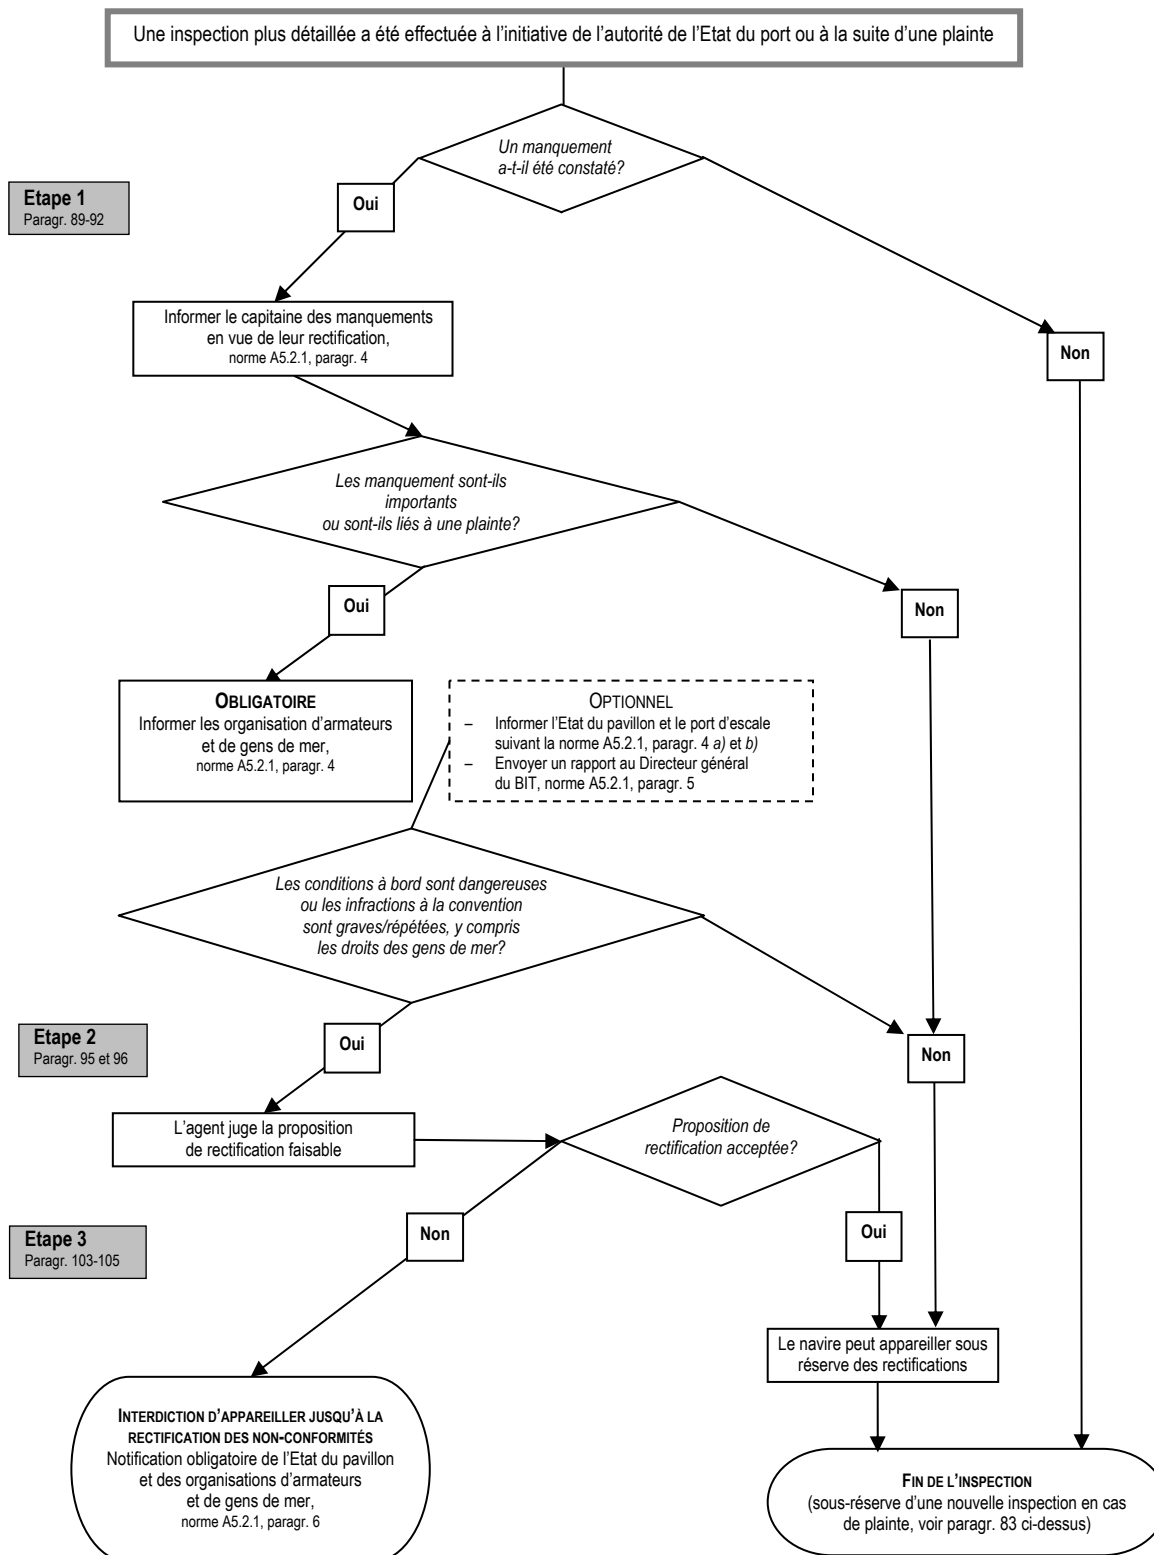 Une inspection plus détaillée a été effectuée à l'initiative de l'autorité de l'Etat du port ou à la suite d'une plainte
Un manquement
a-t-il été constaté?
Etape 1
Paragr. 89-92
Oui
Informer le capitaine des manquements
en vue de leur rectification,
norme A5.2.1, paragr. 4
Non
Les manquement sont-ils
importants
ou sont-ils liés à une plainte?
Oui
Non
OBLIGATOIRE
Informer les organisation d'armateurs
et de gens de mer,
norme A5.2.1, paragr. 4
OPTIONNEL
– Informer l'Etat du pavillon et le port d'escale
suivant la norme A5.2.1, paragr. 4 a) et b)
– Envoyer un rapport au Directeur général
du BIT, norme A5.2.1, paragr. 5
Les conditions à bord sont dangereuses
ou les infractions à la convention
sont graves/répétées, y compris
les droits des gens de mer?
Etape 2
Paragr. 95 et 96
Oui
Non
L'agent juge la proposition
de rectification faisable
Proposition de
rectification acceptée?
Etape 3
Paragr. 103-105
Non
Oui
Le navire peut appareiller sous
réserve des rectifications
INTERDICTION D'APPAREILLER JUSQU'À LA
RECTIFICATION DES NON-CONFORMITÉS
Notification obligatoire de l'Etat du pavillon
et des organisations d'armateurs
et de gens de mer,
norme A5.2.1, paragr. 6
FIN DE L'INSPECTION
(sous-réserve d'une nouvelle inspection en cas
de plainte, voir paragr. 83 ci-dessus)